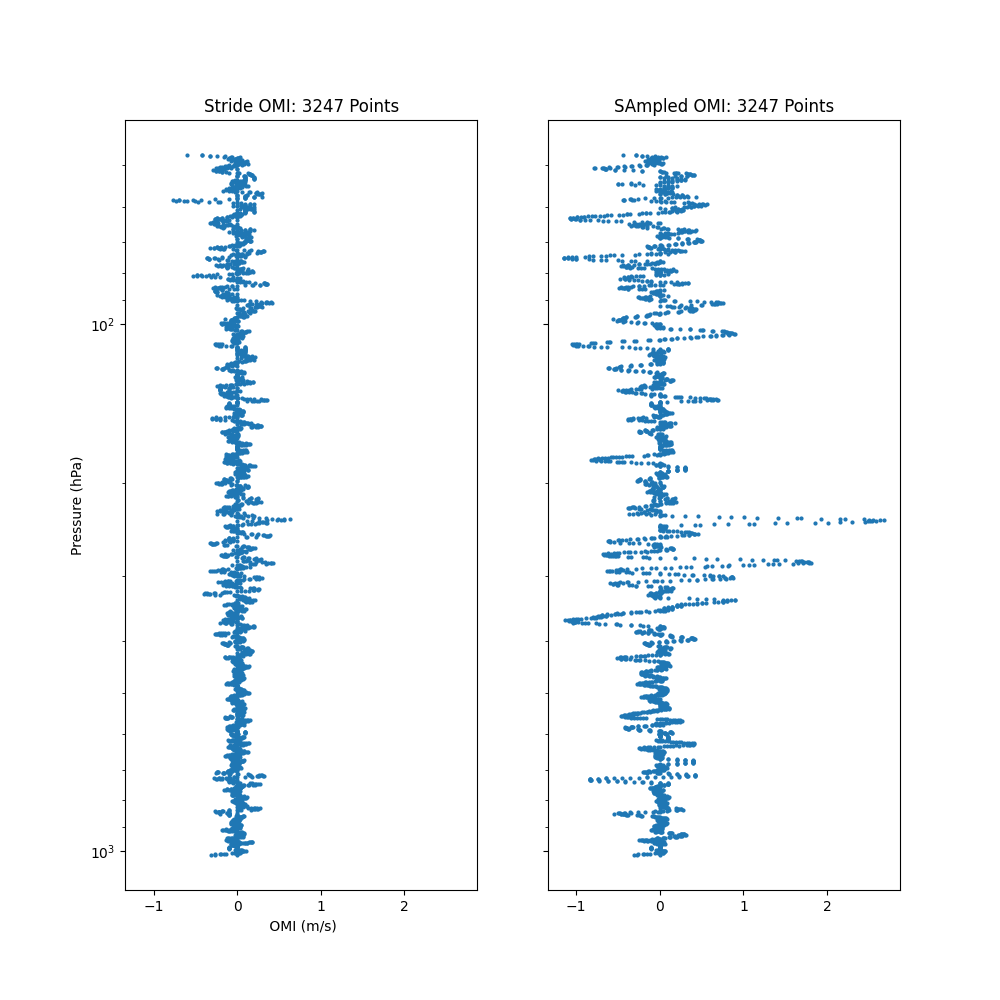 Stride OMI: 3247 Points
SAmpled OMI: 3247 Points
Pressure (hPa)
10²
10³
−1 0 1 2
−1 0 1 2
OMI (m/s)